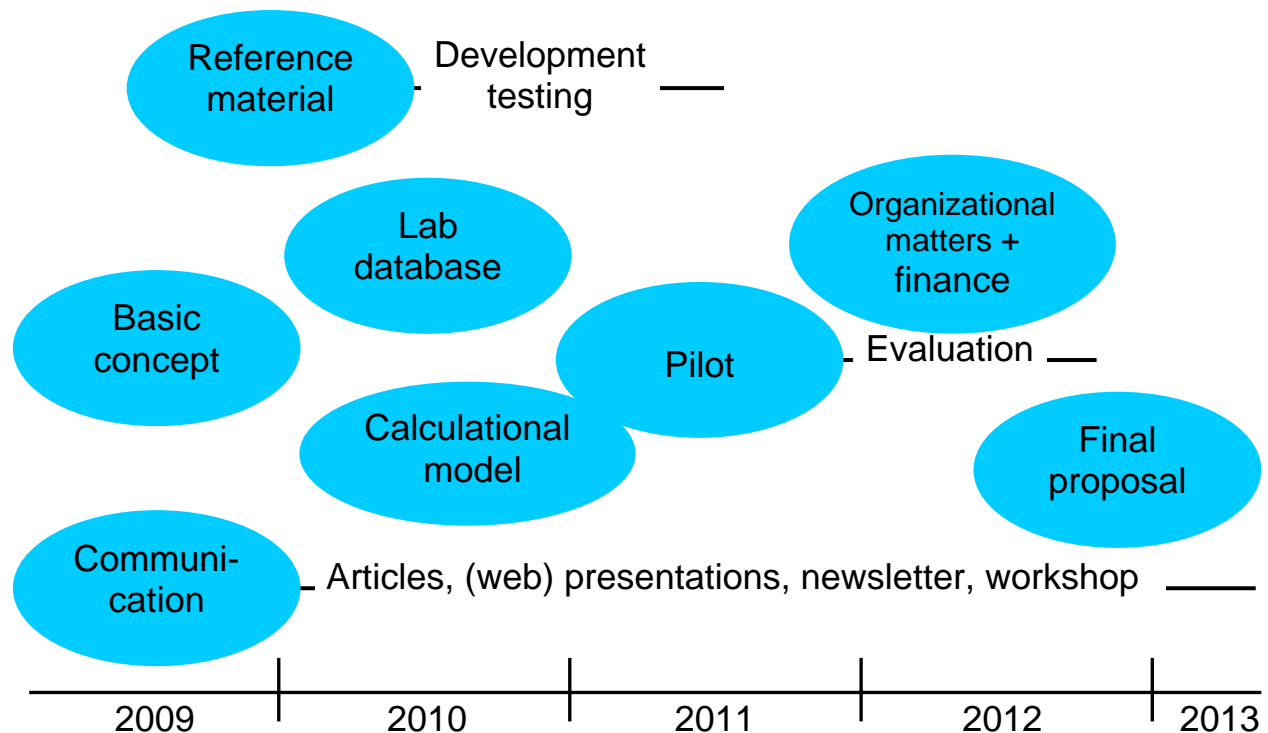 Reference
material
Development
testing
Lab
database
Organizational
matters +
finance
Basic
concept
Pilot
Evaluation
Calculational
model
Final
proposal
Communi-
cation
Articles, (web) presentations, newsletter, workshop
2009 2010 2011 2012 2013